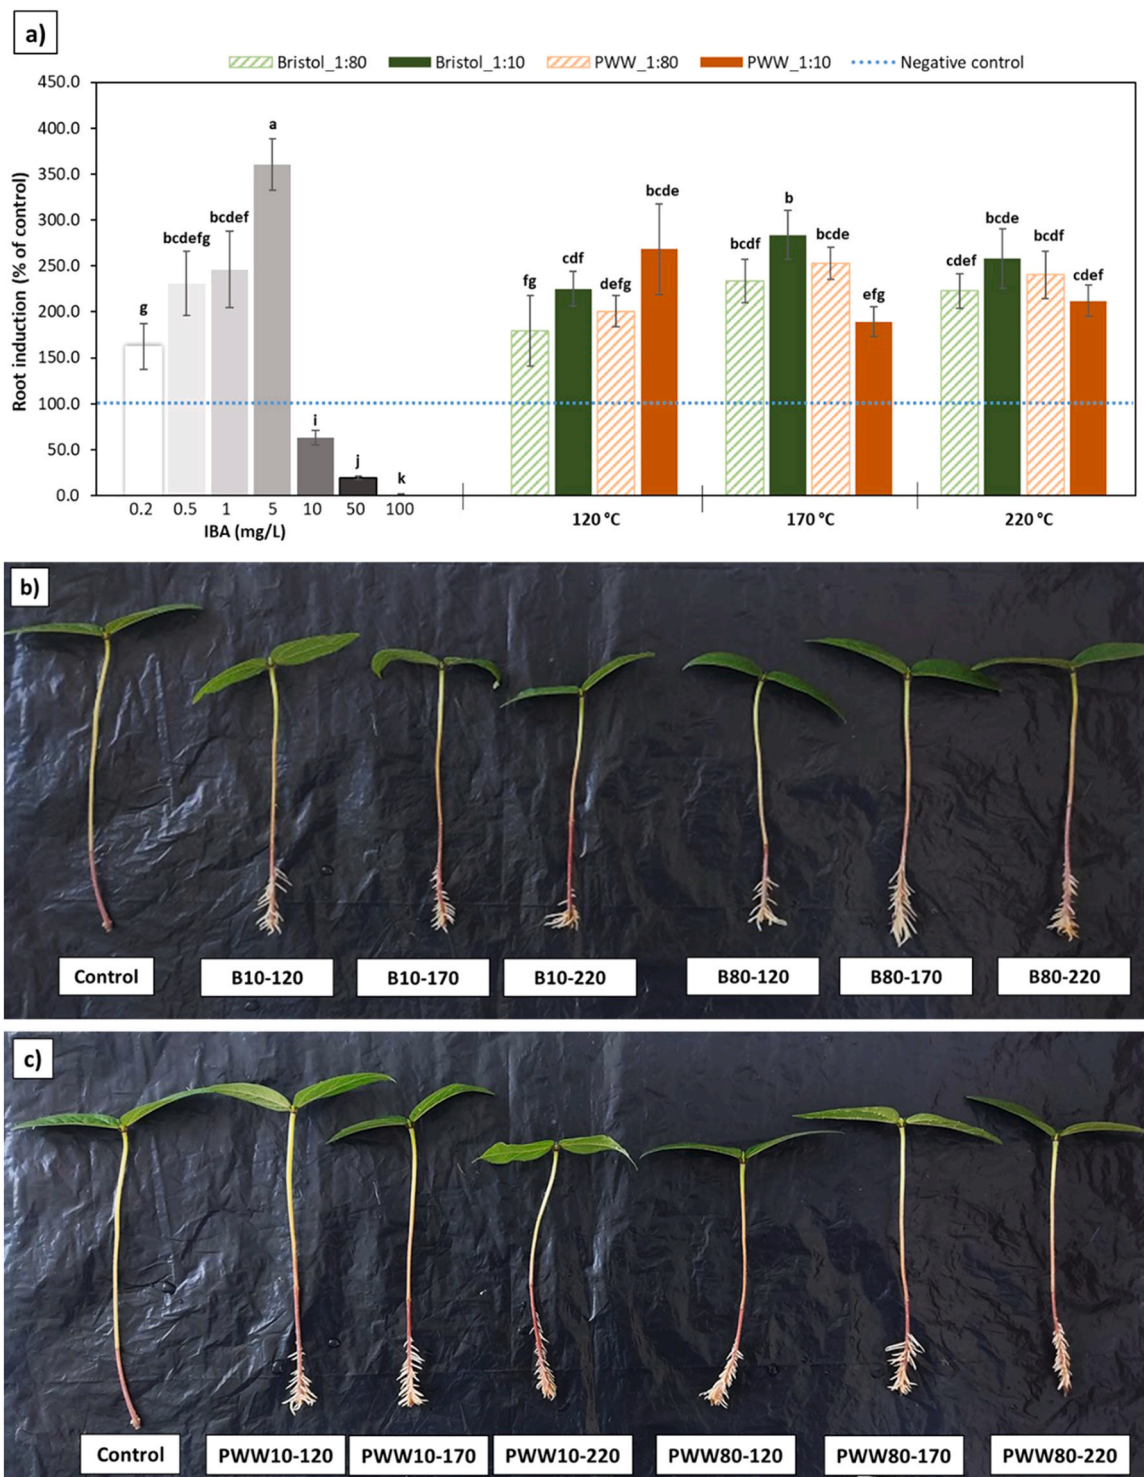 a)
Bristol_1:80 Bristol_1:10 PWW_1:80 PWW_1:10 Negative control
Root induction (% of control)
450.0
400.0
350.0
300.0
250.0
200.0
150.0
100.0
50.0
0.0
g bcdefg bcdef a i j k
fg cdf defg bcde
bcdf b bcde efg
cdef bcde bcdf cdef
0.2 0.5 1 5 10 50 100
IBA (mg/L)
120 °C 170 °C 220 °C
b)
Control B10-120 B10-170 B10-220 B80-120 B80-170 B80-220
c)
Control PWW10-120 PWW10-170 PWW10-220 PWW80-120 PWW80-170 PWW80-220